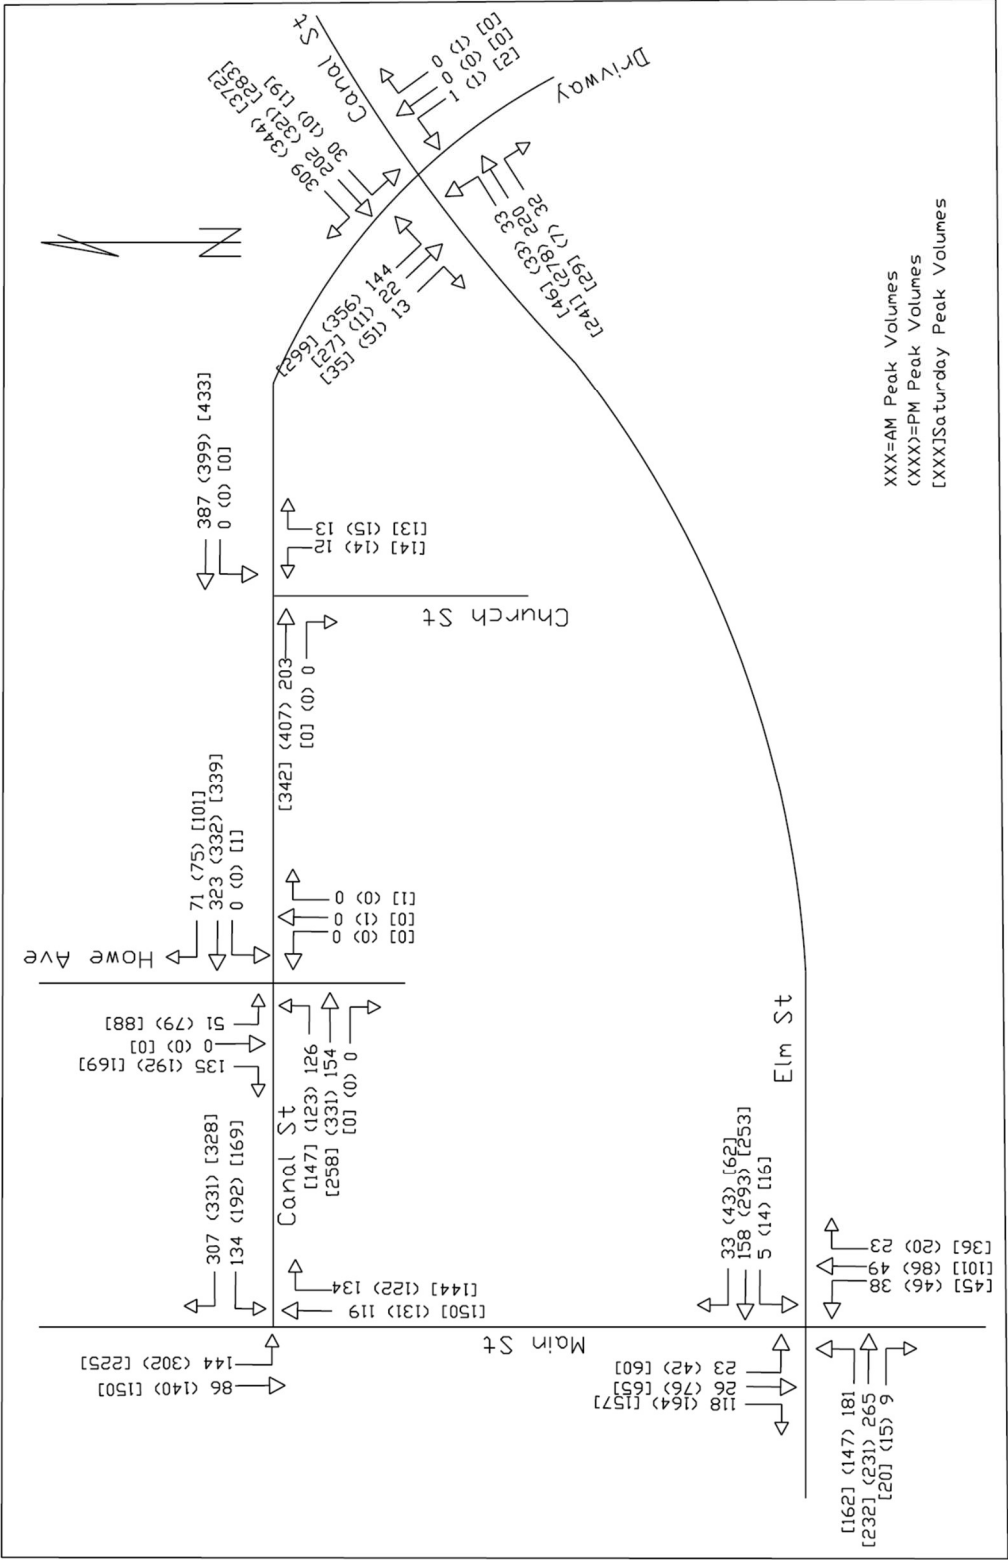 Canal St
0 (1) [0]
0 (0) [0]
1 (1) [2]
Drivway
309 (344) [372]
202 (321) [283]
30 (10) [19]
N
[299] (356) 144
[27] (11) 22
[35] (51) 13
[46] (33) 33
[241] (278) 220
[29] (7) 32
387 (399) [433]
0 (0) [0]
[14] (14) 12
[13] (15) 13
Church St
[342] (407) 203
[0] (0) 0
71 (75) [101]
323 (332) [339]
0 (0) [1]
Howe Ave
[0] (0) 0
[0] (1) 0
[1] (0) 0
51 (79) [88]
0 (0) [0]
135 (192) [169]
Canal St
[147] (123) 126
[258] (331) 154
[0] (0) 0
307 (331) [328]
134 (192) [169]
[144] (122) 134
[150] (131) 119
144 (302) [225]
86 (140) [150]
Main St
Elm St
33 (43) [62]
158 (293) [253]
5 (14) [16]
[36] (20) 23
[101] (86) 49
[45] (46) 38
23 (42) [60]
26 (76) [65]
118 (164) [157]
[162] (147) 181
[232] (231) 265
[20] (15) 9
XXX=AM Peak Volumes
(XXX)=PM Peak Volumes
[XXX]Saturday Peak Volumes